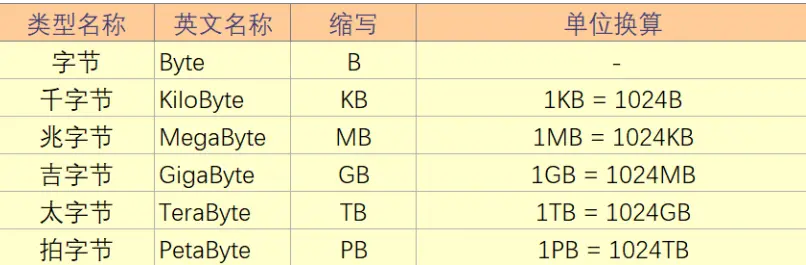 类型名称 英文名称 缩写 单位换算
字节 Byte B -
千字节 KiloByte KB 1KB = 1024B
兆字节 MegaByte MB 1MB = 1024KB
吉字节 GigaByte GB 1GB = 1024MB
太字节 TeraByte TB 1TB = 1024GB
拍字节 PetaByte PB 1PB = 1024TB